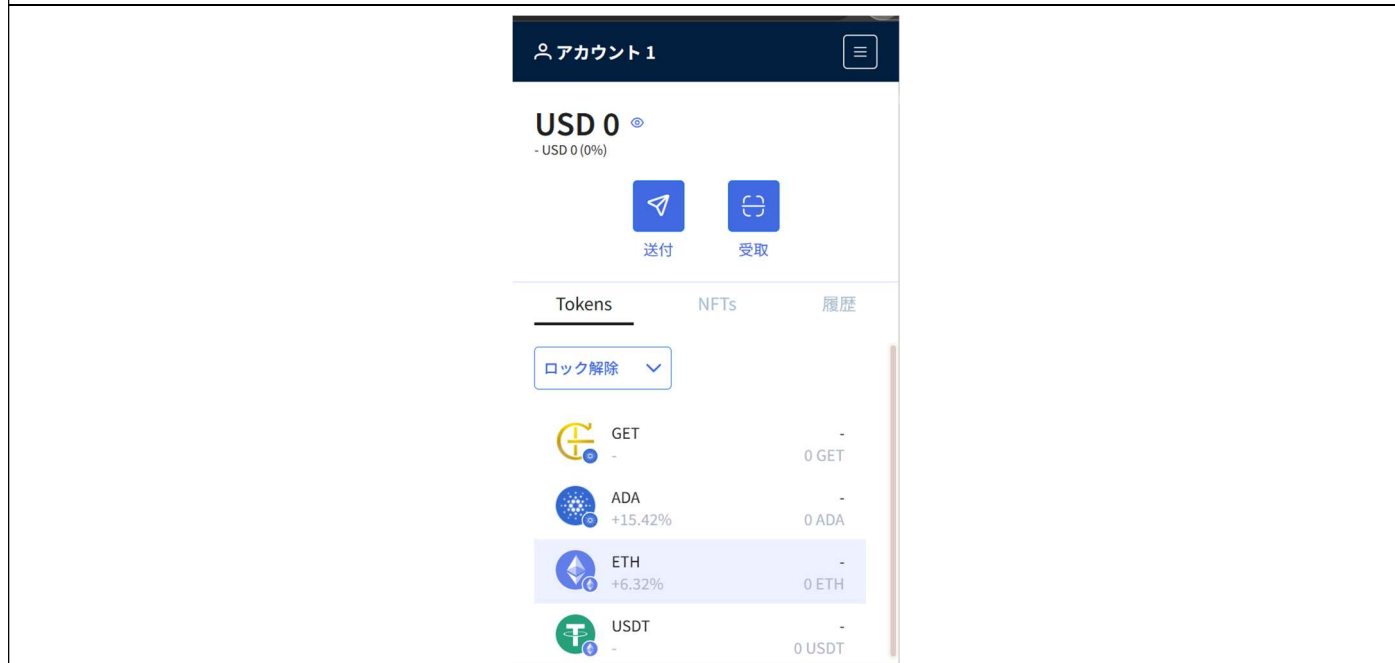 アカウント 1
USD 0
- USD 0 (0%)
送付 受取
Tokens NFTs 履歴
ロック解除
GET -
- 0 GET
ADA -
+15.42% 0 ADA
ETH -
+6.32% 0 ETH
USDT -
- 0 USDT